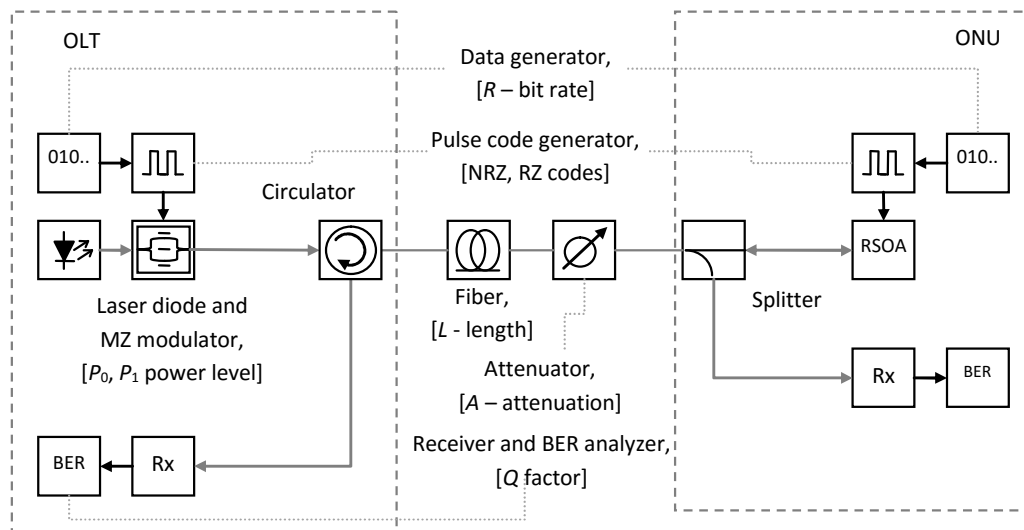 OLT
ONU
Data generator,
[R – bit rate]
010..
Pulse code generator,
[NRZ, RZ codes]
010..
Circulator
RSOA
Laser diode and
MZ modulator,
[P0, P1 power level]
Fiber,
[L - length]
Splitter
Attenuator,
[A – attenuation]
Rx
BER
Receiver and BER analyzer,
[Q factor]
BER
Rx